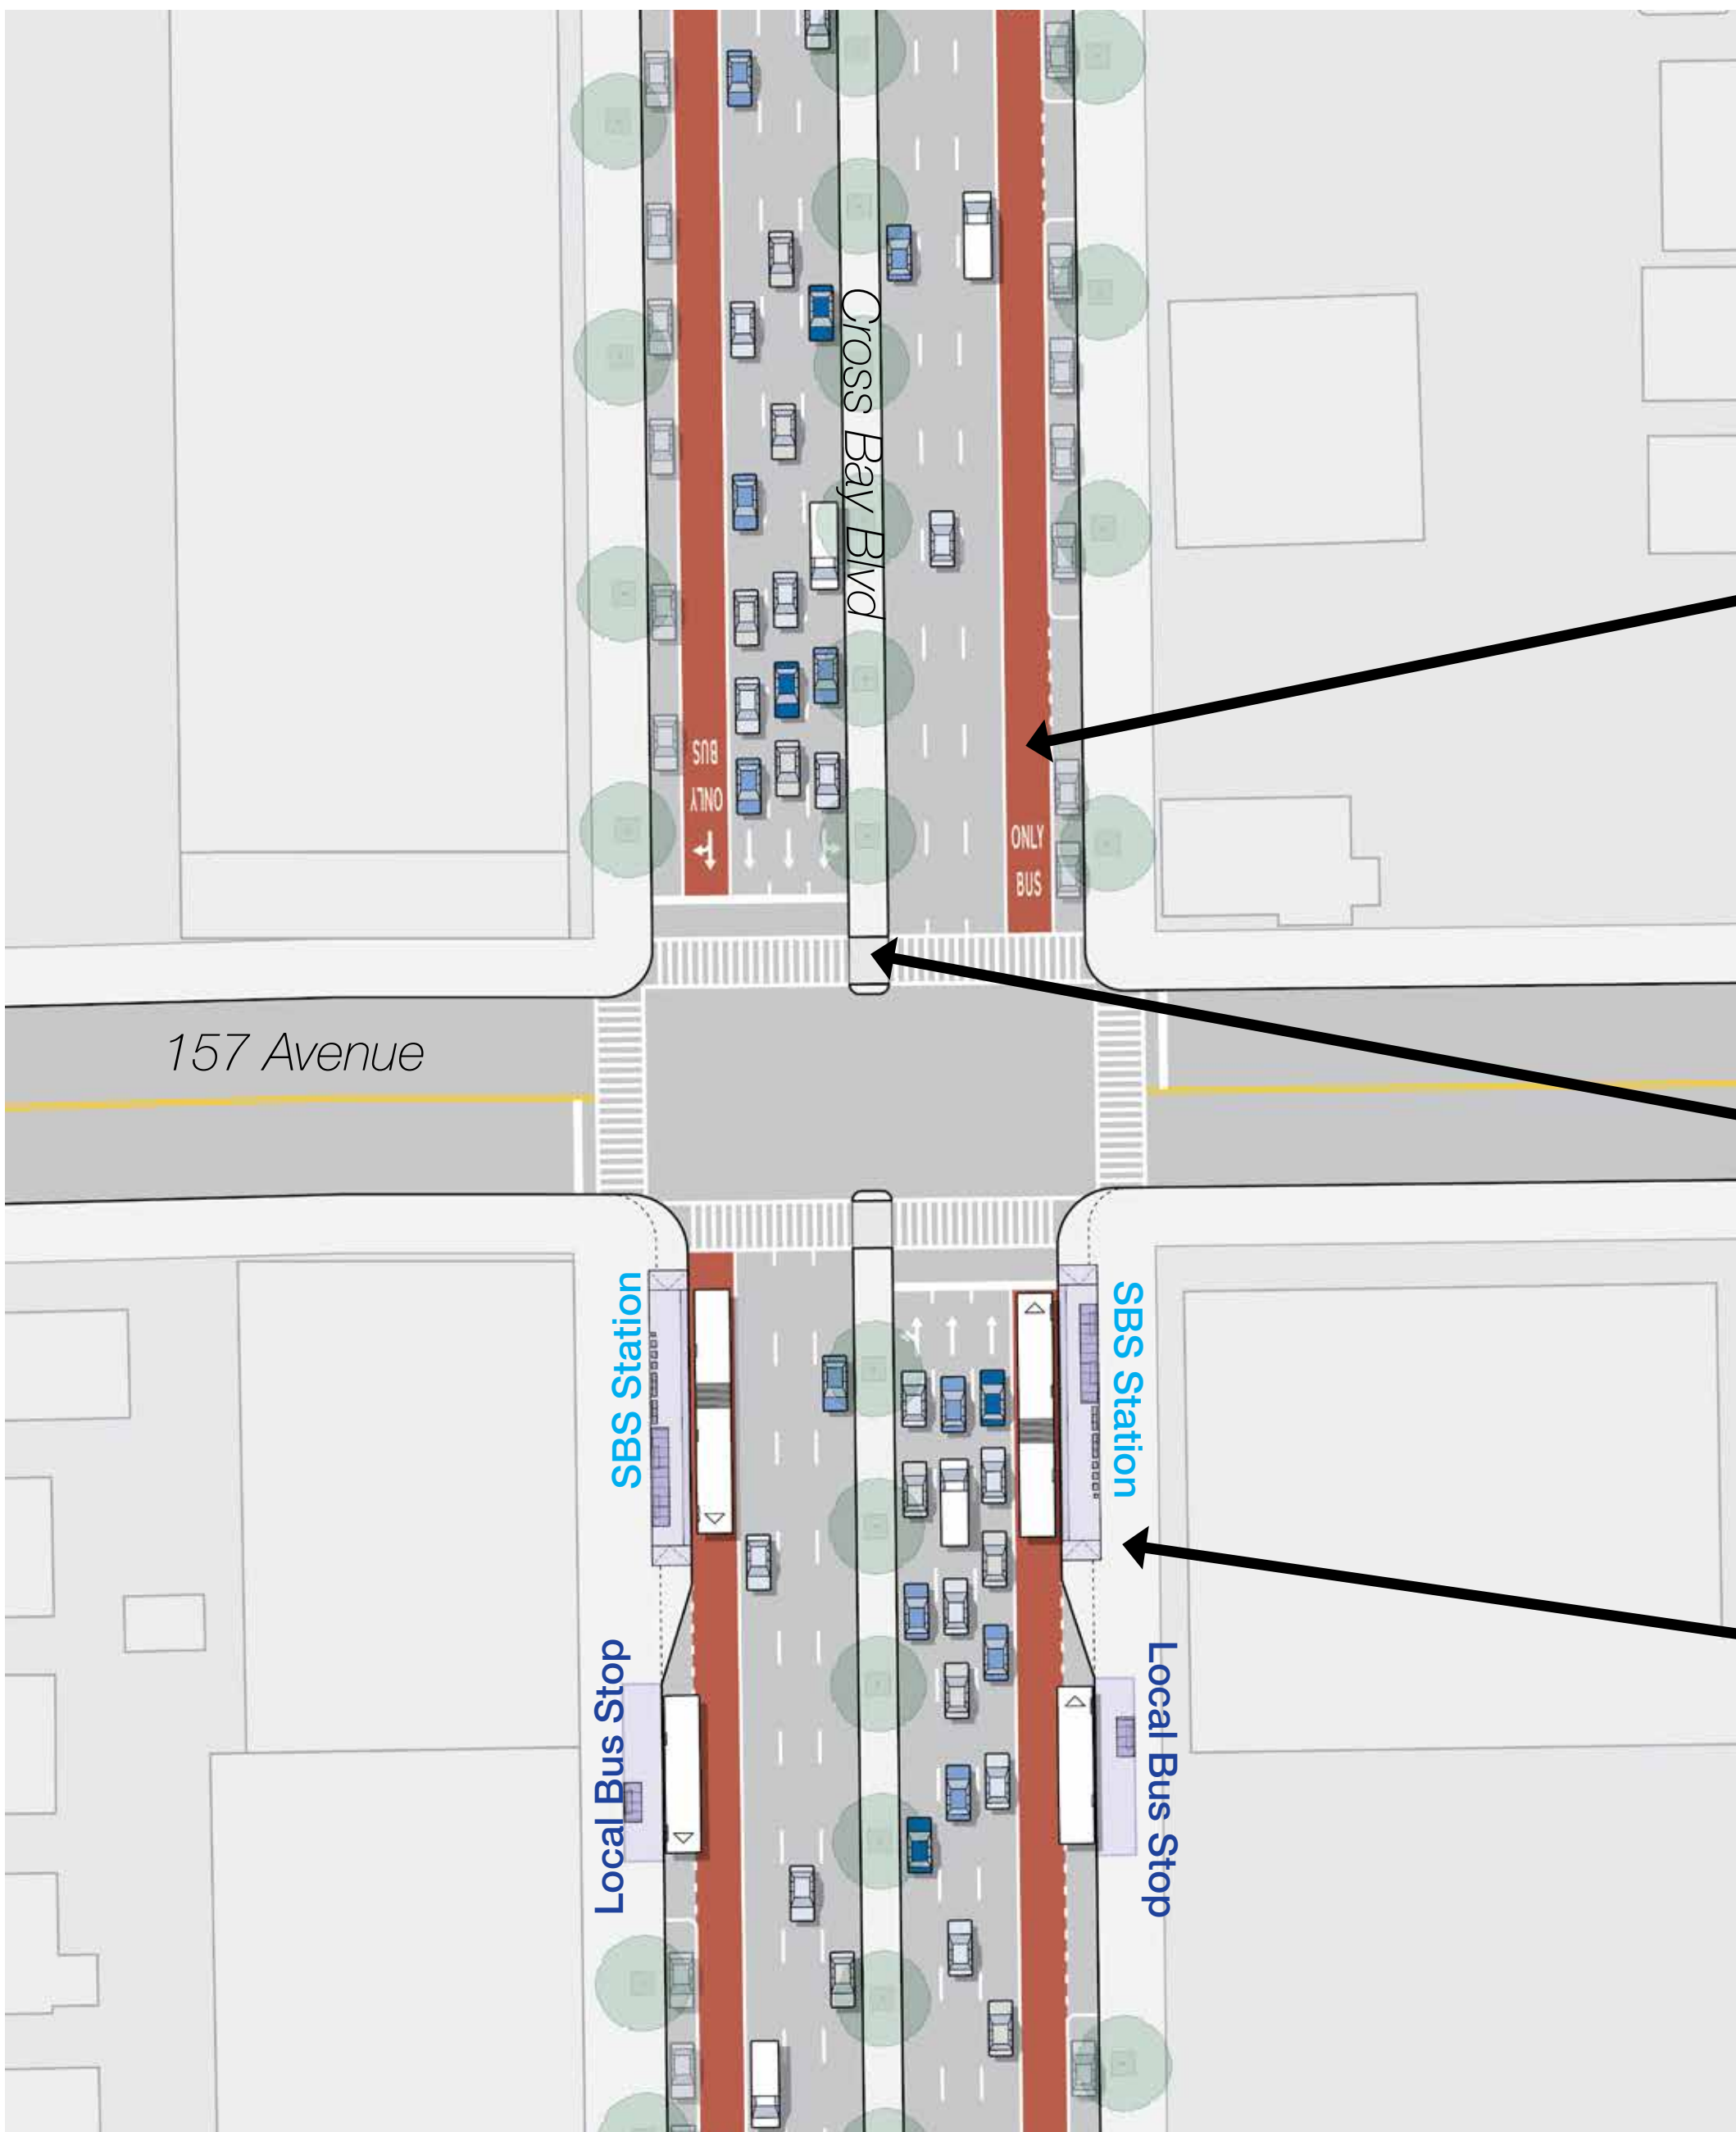 Cross Bay Blvd
BUS
ONLY
ONLY
BUS
157 Avenue
SBS Station
SBS Station
Local Bus Stop
Local Bus Stop